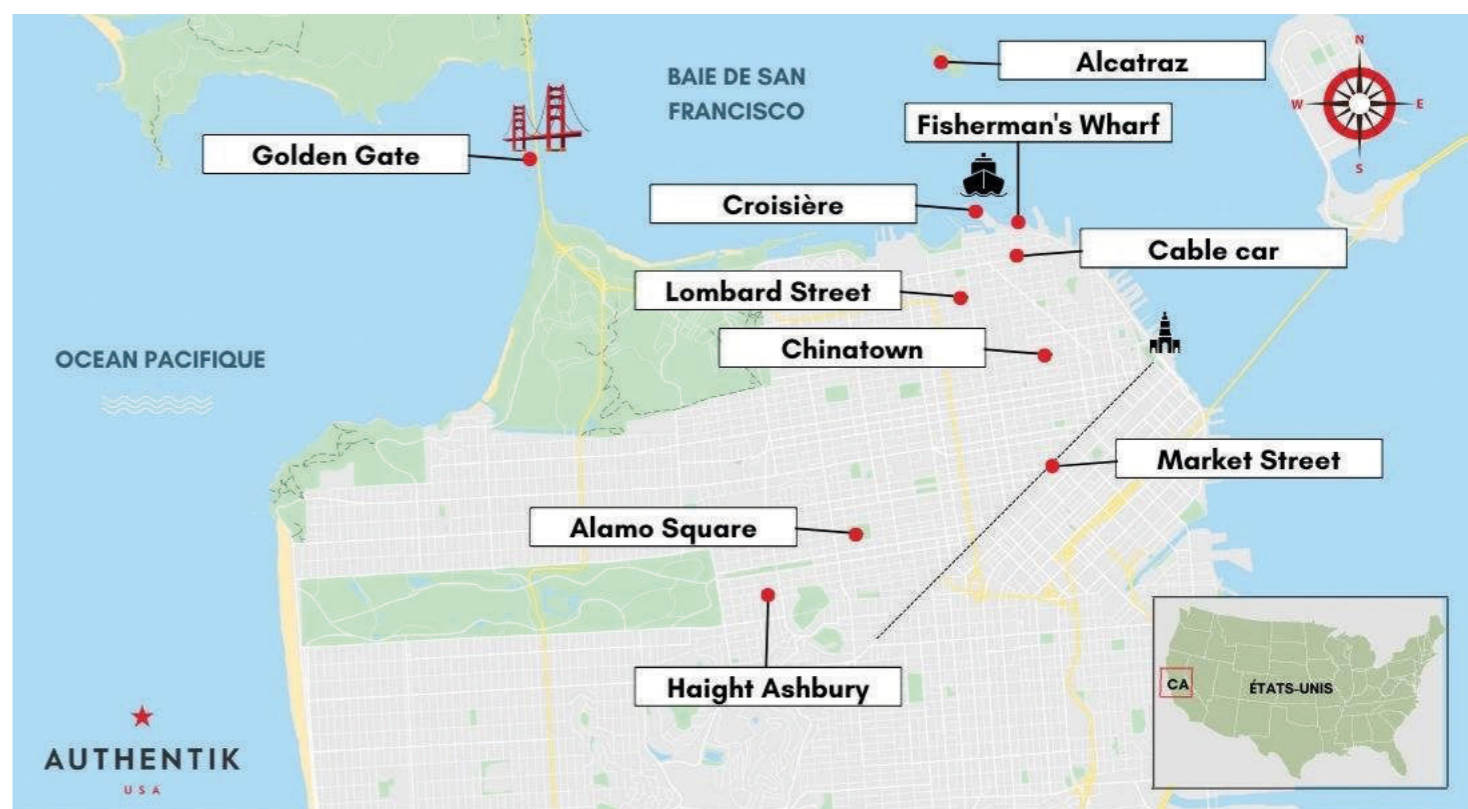 BAIE DE SAN
FRANCISCO
Alcatraz
N
W
E
S
Fisherman's Wharf
Golden Gate
Croisière
Cable car
Lombard Street
Chinatown
OCEAN PACIFIQUE
Market Street
Alamo Square
Haight Ashbury
CA
ÉTATS-UNIS
AUTHENTIK
USA